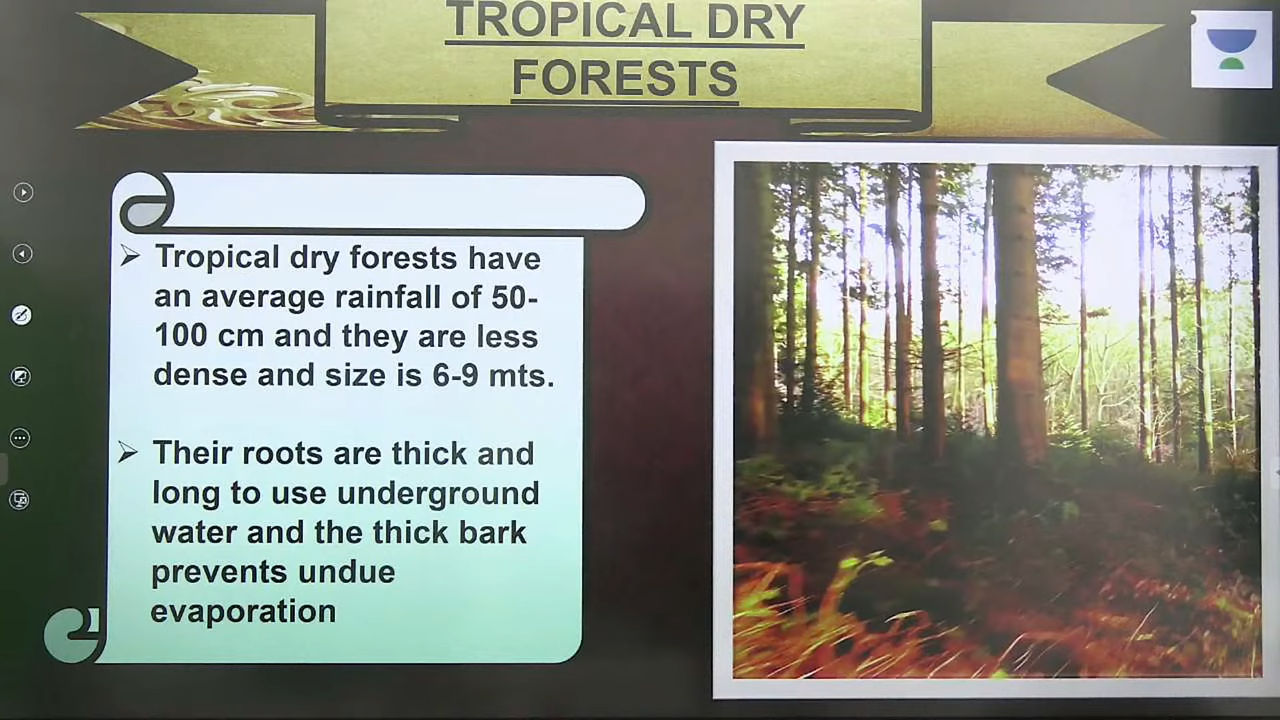 TROPICAL DRY
FORESTS
➢ Tropical dry forests have
an average rainfall of 50-
100 cm and they are less
dense and size is 6-9 mts.
➢ Their roots are thick and
long to use underground
water and the thick bark
prevents undue
evaporation